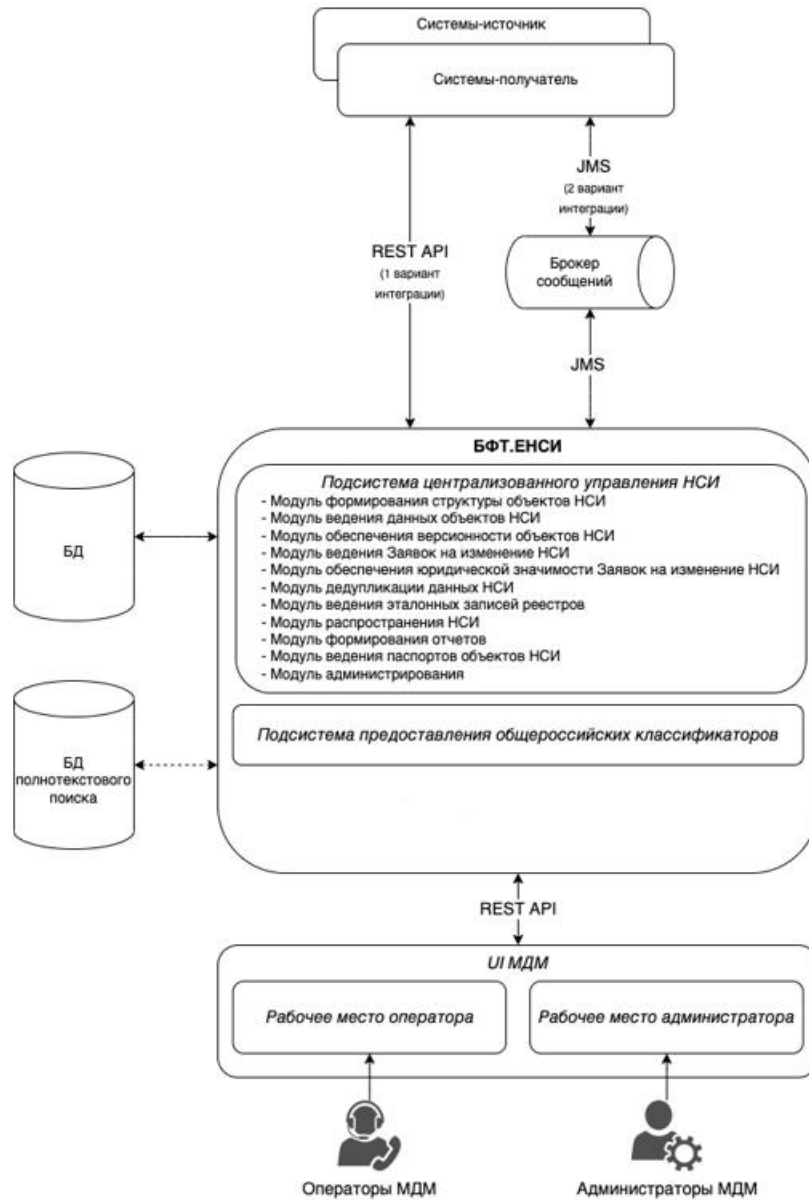 Системы-источник
Системы-получатель
JMS
(2 вариант
интеграции)
REST API
(1 вариант
интеграции)
Брокер
сообщений
JMS
БФТ.ЕНСИ
Подсистема централизованного управления НСИ
- Модуль формирования структуры объектов НСИ
- Модуль ведения данных объектов НСИ
- Модуль обеспечения версионности объектов НСИ
- Модуль ведения Заявок на изменение НСИ
- Модуль обеспечения юридической значимости Заявок на изменение НСИ
- Модуль дедупликации данных НСИ
- Модуль ведения эталонных записей реестров
- Модуль распространения НСИ
- Модуль формирования отчетов
- Модуль ведения паспортов объектов НСИ
- Модуль администрирования
БД
Подсистема предоставления общероссийских классификаторов
БД
полнотекстового
поиска
REST API
UI МДМ
Рабочее место оператора
Рабочее место администратора
Операторы МДМ
Администраторы МДМ